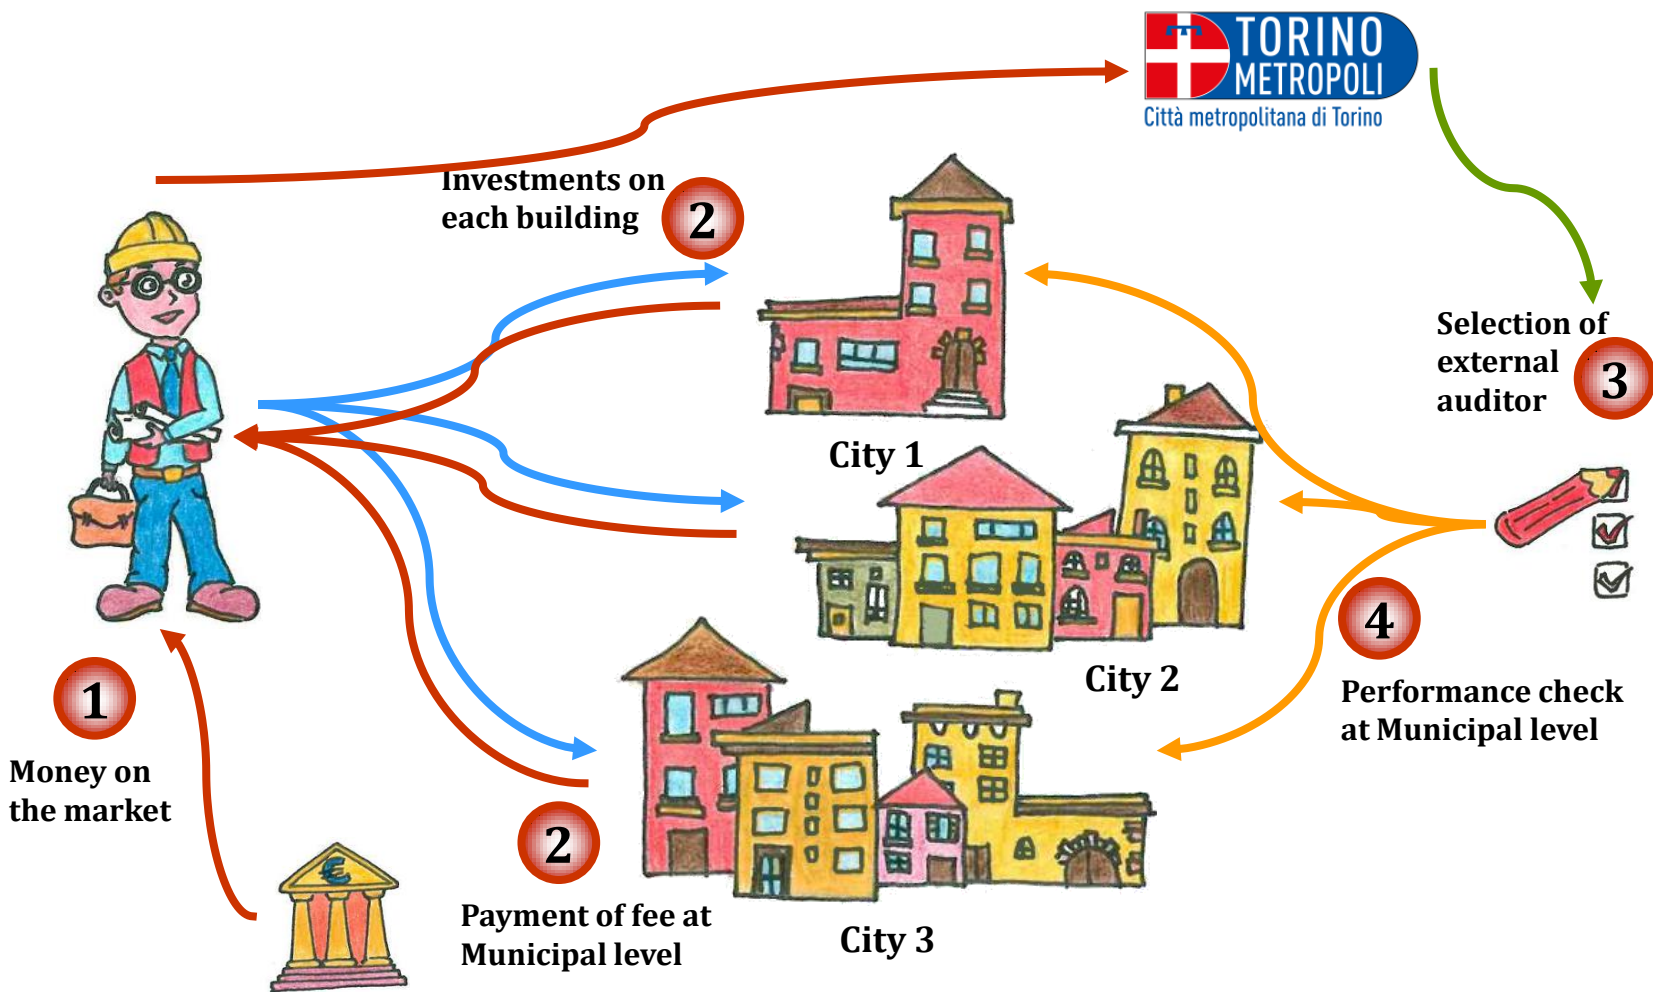 TORINO
METROPOLI
Città metropolitana di Torino
Investments on
each building
2
Selection of
external
auditor
3
City 1
City 2
4
Performance check
at Municipal level
1
Money on
the market
2
Payment of fee at
Municipal level
City 3
€